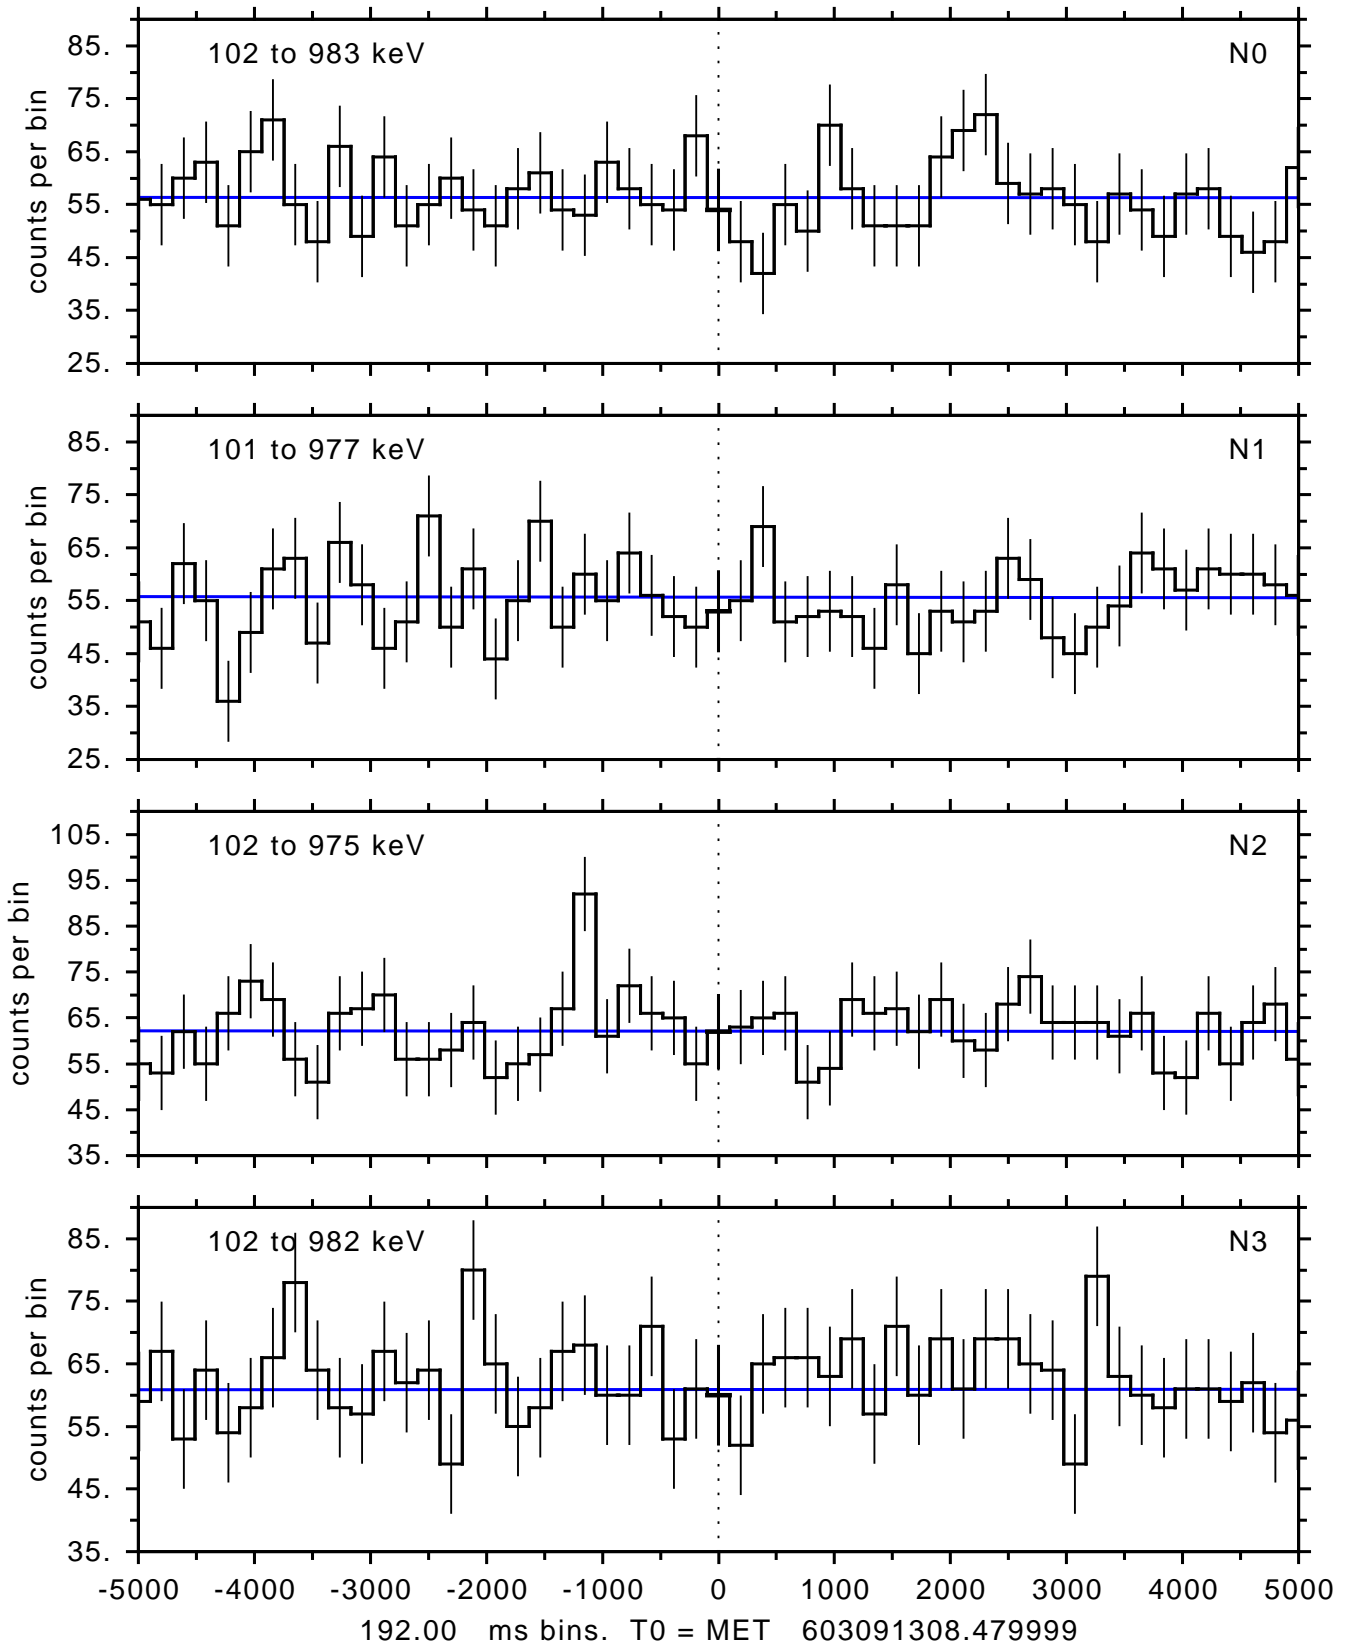 102 to 983 keV N0
85.
75.
65.
55.
45.
35.
25.
counts per bin
101 to 977 keV N1
85.
75.
65.
55.
45.
35.
25.
counts per bin
102 to 975 keV N2
105.
95.
85.
75.
65.
55.
45.
35.
counts per bin
102 to 982 keV N3
85.
75.
65.
55.
45.
35.
counts per bin
-5000 -4000 -3000 -2000 -1000 0 1000 2000 3000 4000 5000
192.00 ms bins. T0 = MET 603091308.479999